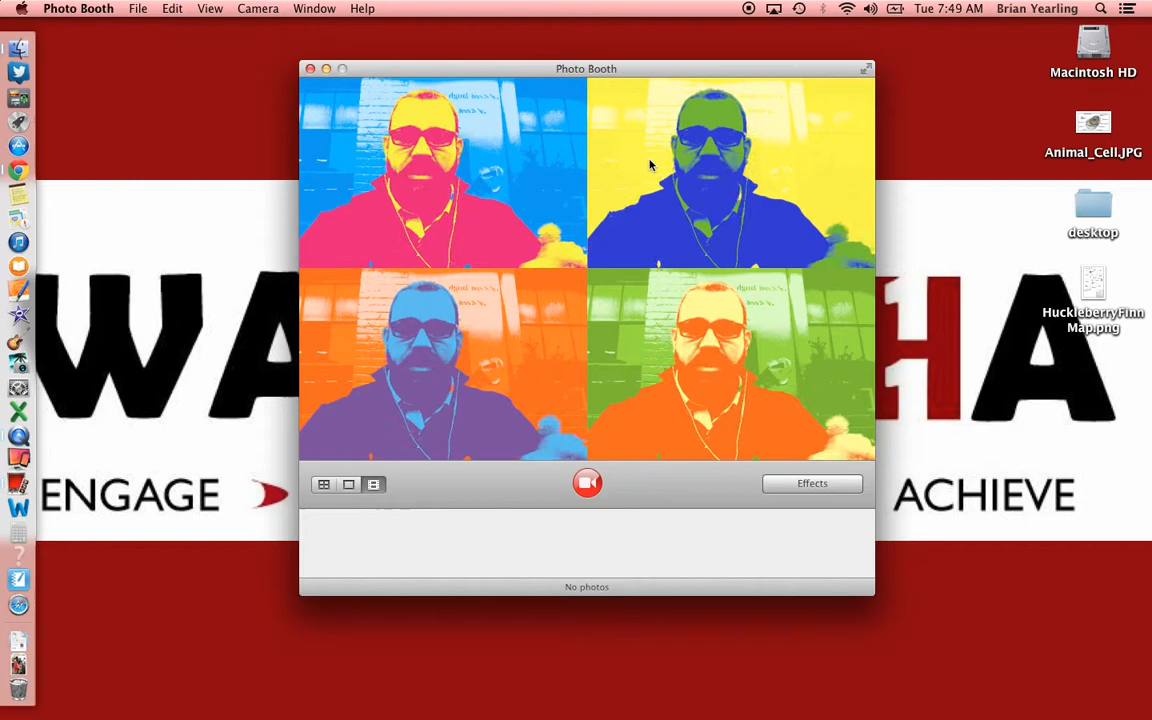 Photo Booth File Edit View Camera Window Help Tue 7:49 AM Brian Yearling
Photo Booth
Macintosh HD
Animal_Cell.JPG
desktop
HuckleberryFinn
Map.png
WA HA
ENGAGE ACHIEVE
Effects
No photos